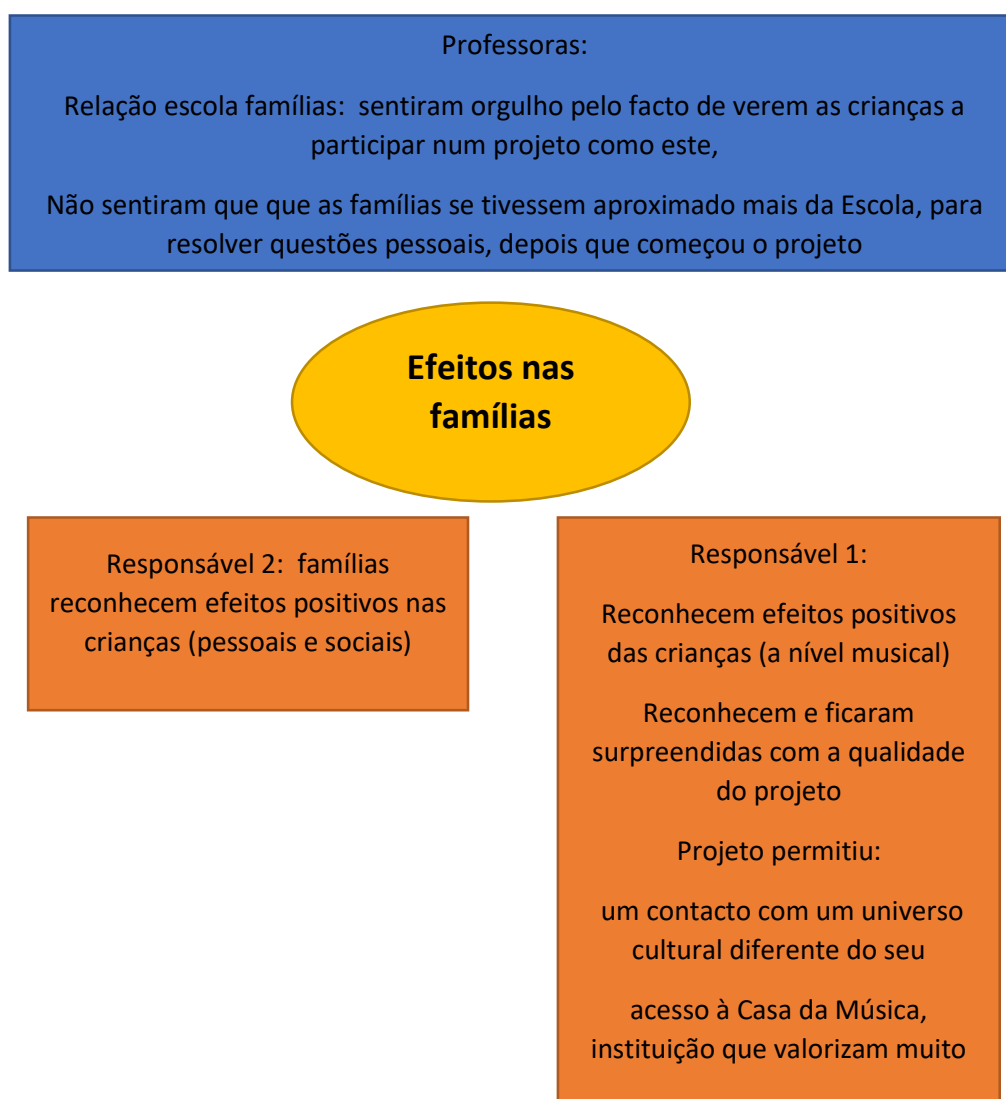 Professoras:
Relação escola famílias: sentiram orgulho pelo facto de verem as crianças a
participar num projeto como este,
Não sentiram que que as famílias se tivessem aproximado mais da Escola, para
resolver questões pessoais, depois que começou o projeto
Efeitos nas
famílias
Responsável 2: famílias
reconhecem efeitos positivos nas
crianças (pessoais e sociais)
Responsável 1:
Reconhecem efeitos positivos
das crianças (a nível musical)
Reconhecem e ficaram
surpreendidas com a qualidade
do projeto
Projeto permitiu:
um contacto com um universo
cultural diferente do seu
acesso à Casa da Música,
instituição que valorizam muito